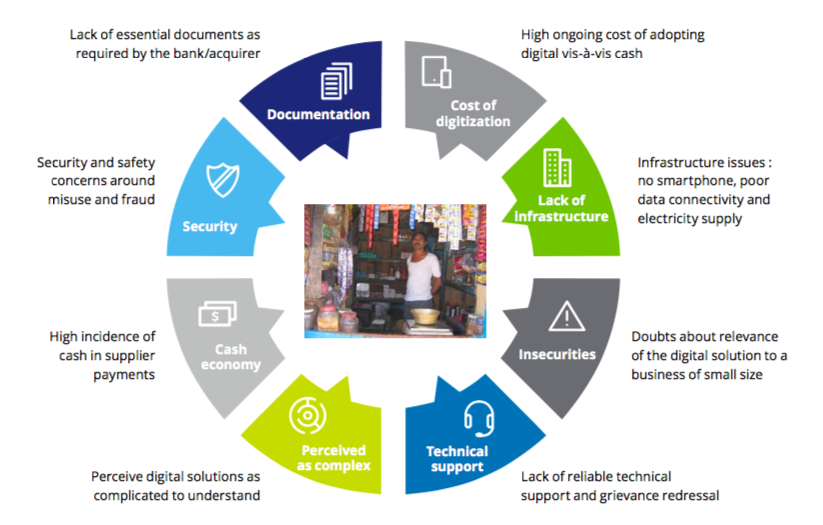 Lack of essential documents as
required by the bank/acquirer
Documentation
High ongoing cost of adopting
digital vis-à-vis cash
Cost of
digitization
Infrastructure issues :
no smartphone, poor
data connectivity and
electricity supply
Lack of
infrastructure
Doubts about relevance
of the digital solution to a
business of small size
Insecurities
Lack of reliable technical
support and grievance redressal
Technical
support
Perceive digital solutions as
complicated to understand
Perceived
as complex
High incidence of
cash in supplier
payments
$
Cash
economy
Security and safety
concerns around
misuse and fraud
Security